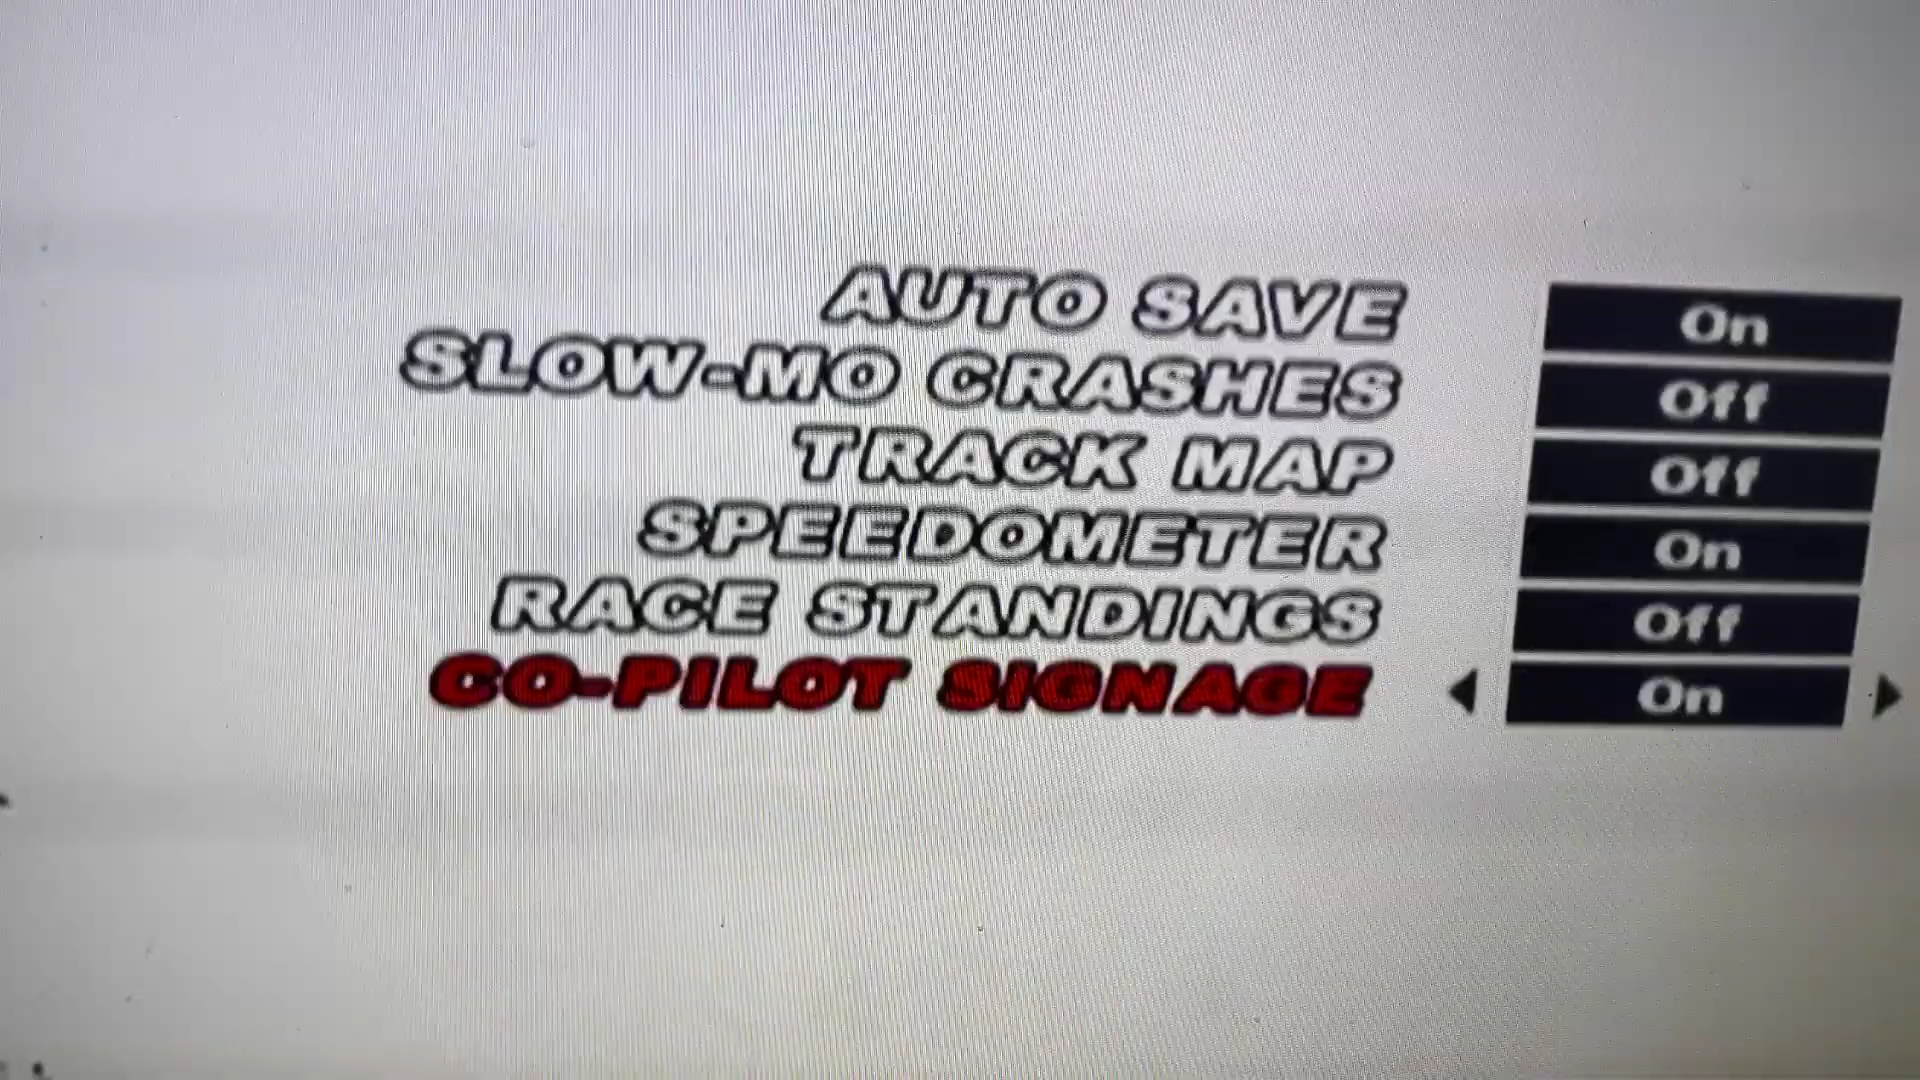 AUTO SAVE On
SLOW-MO CRASHES Off
TRACK MAP Off
SPEEDOMETER On
RACE STANDINGS Off
CO-PILOT SIGNAGE On